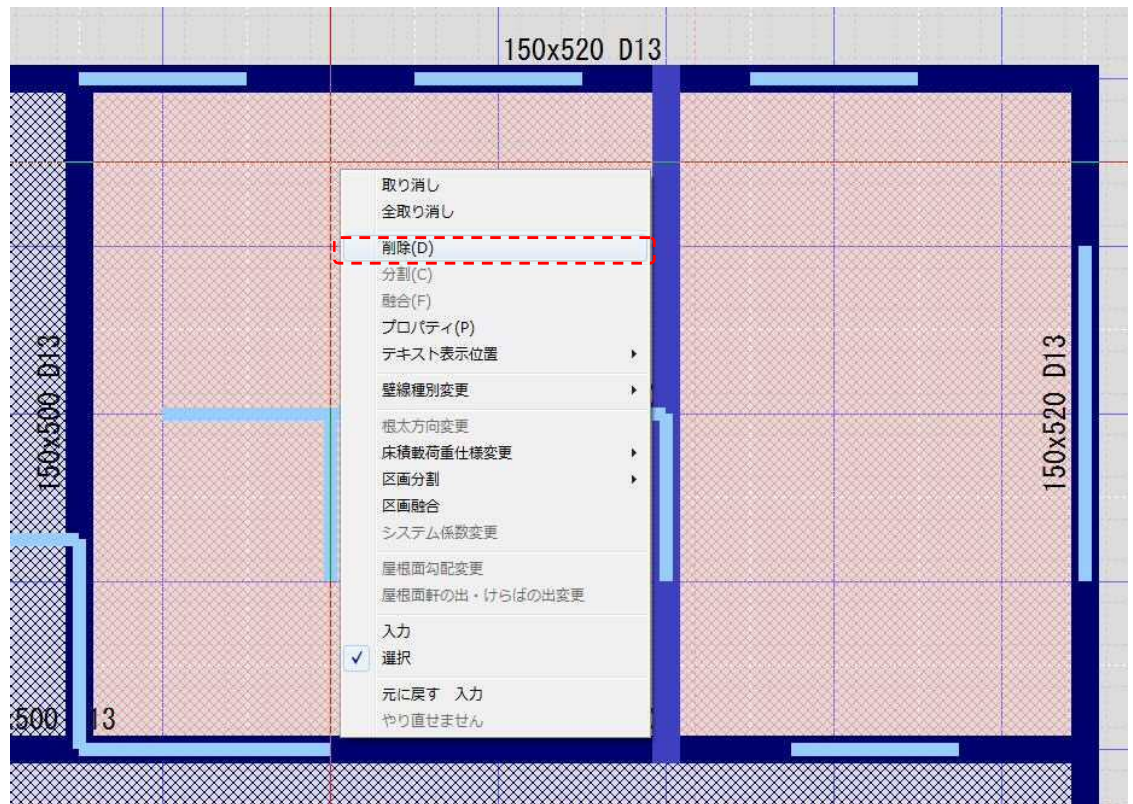 150x520 D13
取り消し
全取り消し
削除(D)
分割(C)
融合(F)
プロパティ(P)
テキスト表示位置
壁線種別変更
根太方向変更
床積載荷重仕様変更
区画分割
区画融合
システム係数変更
屋根面勾配変更
屋根面軒の出・けらばの出変更
入力
選択
元に戻す 入力
やり直せません
150x500 D13
150x520 D13
500 13